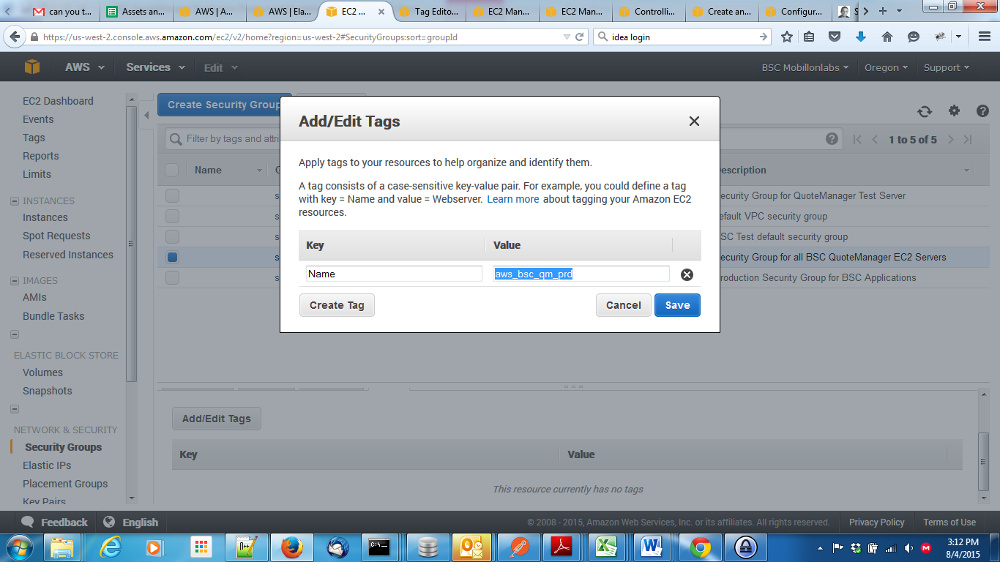 can you t...
Assets an...
AWS | A...
AWS | Ela...
EC2 ...
Tag Edito...
EC2 Man...
EC2 Man...
Controlli...
Create an...
Configur...
S
https://us-west-2.console.aws.amazon.com/ec2/v2/home?region=us-west-2#SecurityGroups:sort=groupId
idea login
AWS
Services
Edit
BSC Mobillonlabs
Oregon
Support
EC2 Dashboard
Events
Tags
Reports
Limits
INSTANCES
Instances
Spot Requests
Reserved Instances
IMAGES
AMIs
Bundle Tasks
ELASTIC BLOCK STORE
Volumes
Snapshots
NETWORK & SECURITY
Security Groups
Elastic IPs
Placement Groups
Key Pairs
Create Security Group
Filter by tags and attri
1 to 5 of 5
Name
G
escription
s
ecurity Group for QuoteManager Test Server
s
efault VPC security group
s
SC Test default security group
s
ecurity Group for all BSC QuoteManager EC2 Servers
s
roduction Security Group for BSC Applications
Add/Edit Tags
Apply tags to your resources to help organize and identify them.
A tag consists of a case-sensitive key-value pair. For example, you could define a tag
with key = Name and value = Webserver. Learn more about tagging your Amazon EC2
resources.
Key
Value
Name
aws_bsc_qm_prd
Create Tag
Cancel
Save
Add/Edit Tags
Key
Value
This resource currently has no tags
Feedback
English
© 2008 - 2015, Amazon Web Services, Inc. or its affiliates. All rights reserved.
Privacy Policy
Terms of Use
3:12 PM
8/4/2015